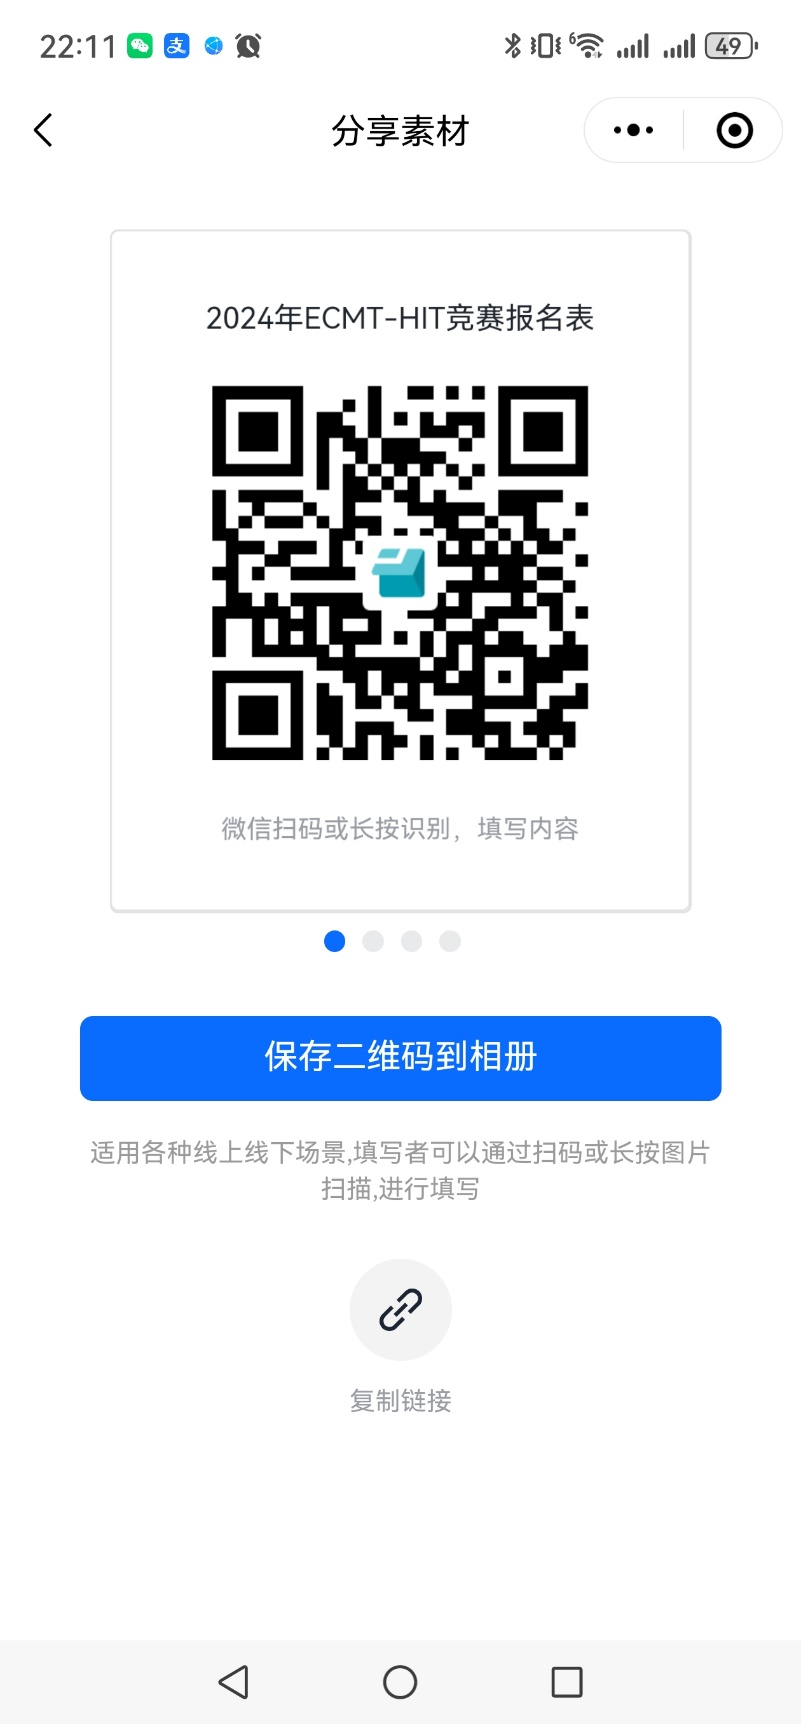 22:11
支
6
49
分享素材
2024年ECMT-HIT竞赛报名表
微信扫码或长按识别，填写内容
保存二维码到相册
适用各种线上线下场景,填写者可以通过扫码或长按图片
扫描,进行填写
复制链接